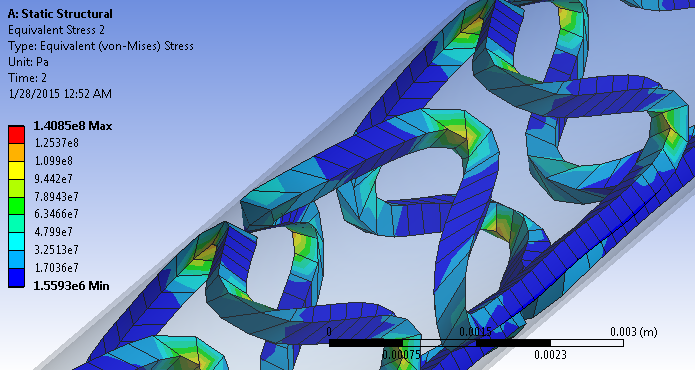 A: Static Structural
Equivalent Stress 2
Type: Equivalent (von-Mises) Stress
Unit: Pa
Time: 2
1/28/2015 12:52 AM
1.4085e8 Max
1.2537e8
1.099e8
9.442e7
7.8943e7
6.3466e7
4.799e7
3.2513e7
1.7036e7
1.5593e6 Min
0 0.0015 0.003 (m)
0.00075 0.0023